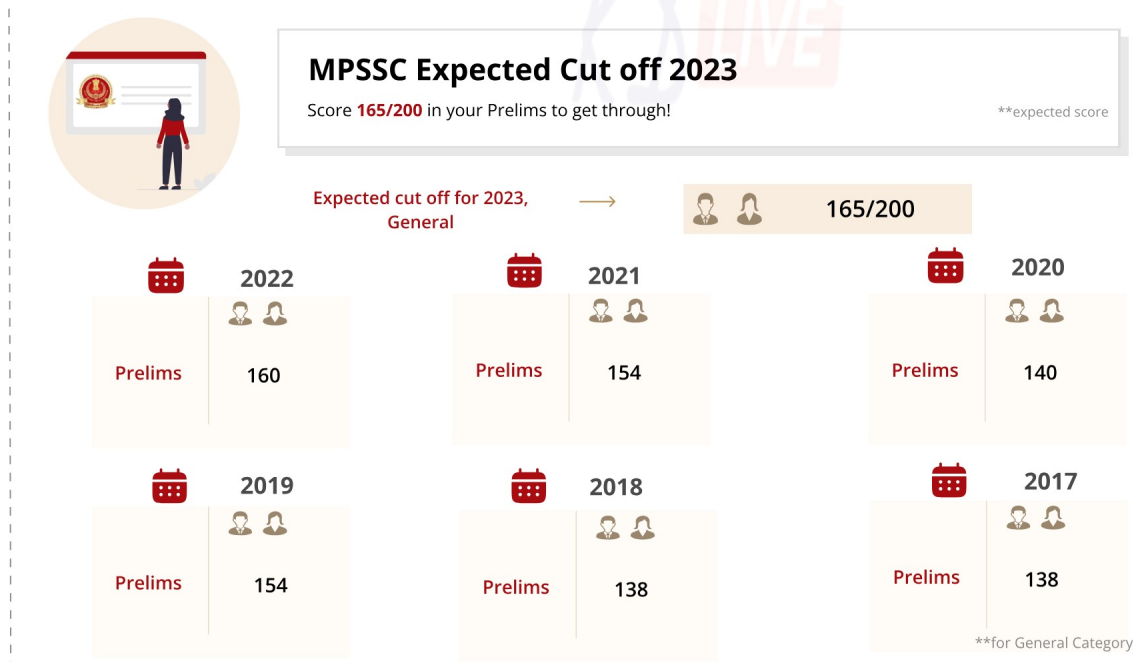 LIVE
MPSSC Expected Cut off 2023
Score 165/200 in your Prelims to get through!
**expected score
Expected cut off for 2023,
General
165/200
2022
2021
2020
Prelims 160
Prelims 154
Prelims 140
2019
2018
2017
Prelims 154
Prelims 138
Prelims 138
**for General Category